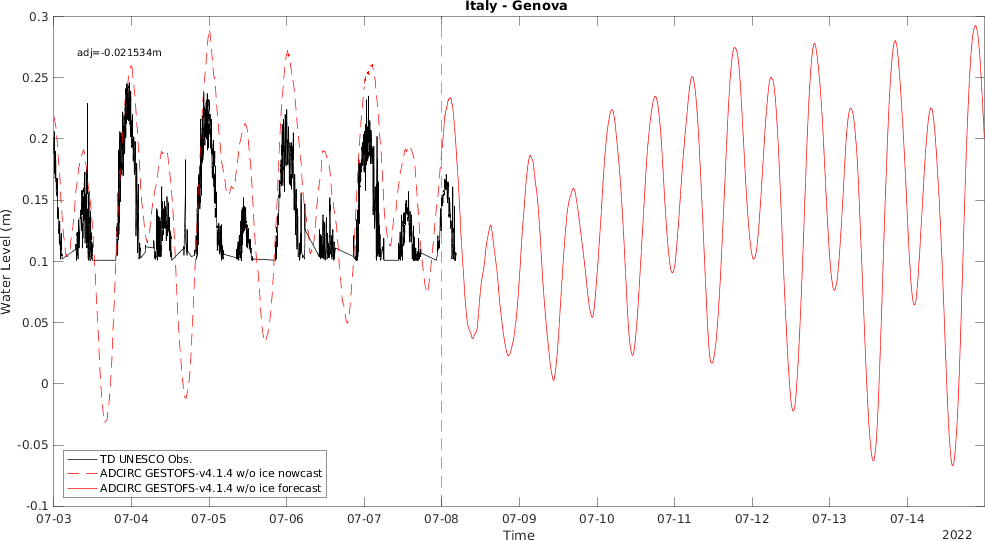 Italy - Genova
adj=-0.021534m
0.3
0.25
0.2
0.15
0.1
0.05
0
-0.05
-0.1
Water Level (m)
TD UNESCO Obs.
ADCIRC GESTOFS-v4.1.4 w/o ice nowcast
ADCIRC GESTOFS-v4.1.4 w/o ice forecast
07-03 07-04 07-05 07-06 07-07 07-08 07-09 07-10 07-11 07-12 07-13 07-14
Time
2022